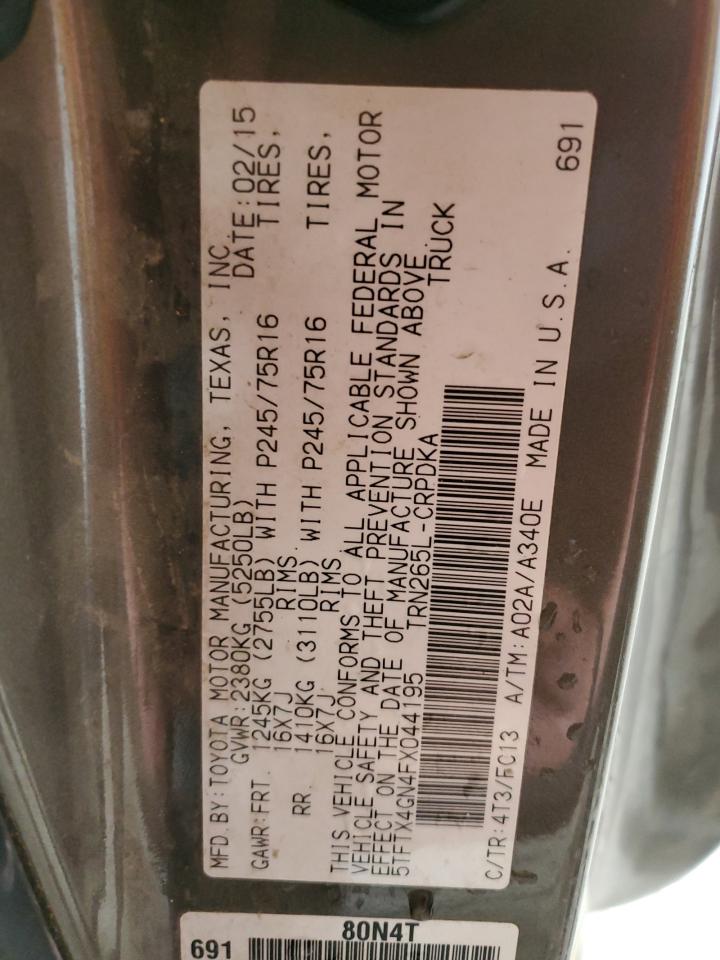 MFD.BY:TOYOTA MOTOR MANUFACTURING, TEXAS, INC.
GVWR:2380KG (5250LB) DATE:02/15
GAWR:FRT. 1245KG (2755LB) WITH P245/75R16 TIRES,
16X7J RIMS.
RR. 1410KG (3110LB) WITH P245/75R16 TIRES,
16X7J RIMS
THIS VEHICLE CONFORMS TO ALL APPLICABLE FEDERAL MOTOR
VEHICLE SAFETY AND THEFT PREVENTION STANDARDS IN
EFFECT ON THE DATE OF MANUFACTURE SHOWN ABOVE.
5TFTX4GN4FX044195 TRN265L-CRPDKA TRUCK
C/TR:4T3/FC13 A/TM:A02A/A340E MADE IN U.S.A. 691
80N4T
691